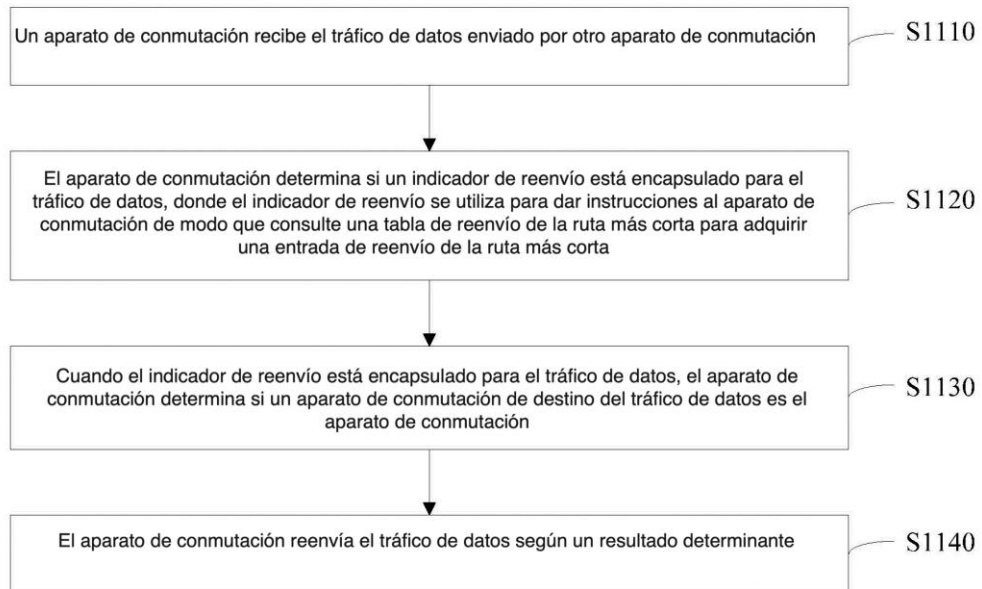 Un aparato de conmutación recibe el tráfico de datos enviado por otro aparato de conmutación
S1110
El aparato de conmutación determina si un indicador de reenvío está encapsulado para el
tráfico de datos, donde el indicador de reenvío se utiliza para dar instrucciones al aparato de
conmutación de modo que consulte una tabla de reenvío de la ruta más corta para adquirir
una entrada de reenvío de la ruta más corta
S1120
Cuando el indicador de reenvío está encapsulado para el tráfico de datos, el aparato de
conmutación determina si un aparato de conmutación de destino del tráfico de datos es el
aparato de conmutación
S1130
El aparato de conmutación reenvía el tráfico de datos según un resultado determinante
S1140